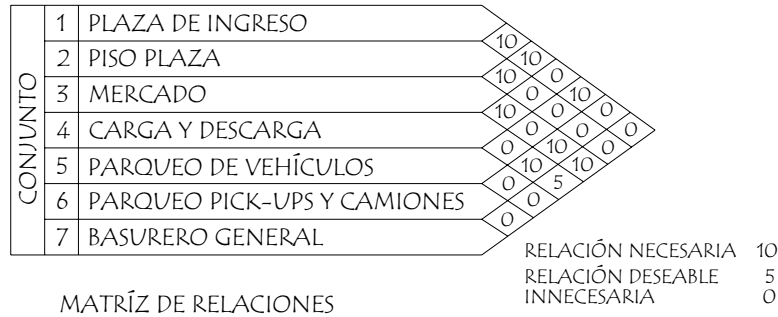 CONJUNTO
1 PLAZA DE INGRESO
2 PISO PLAZA
3 MERCADO
4 CARGA Y DESCARGA
5 PARQUEO DE VEHÍCULOS
6 PARQUEO PICK-UPS Y CAMIONES
7 BASURERO GENERAL
10
10
10 0
0 10
10 0 0
0 0 0
0 10 0
10 10
0 5
0
0
RELACIÓN NECESARIA 10
RELACIÓN DESEABLE 5
INNECESARIA 0
MATRÍZ DE RELACIONES